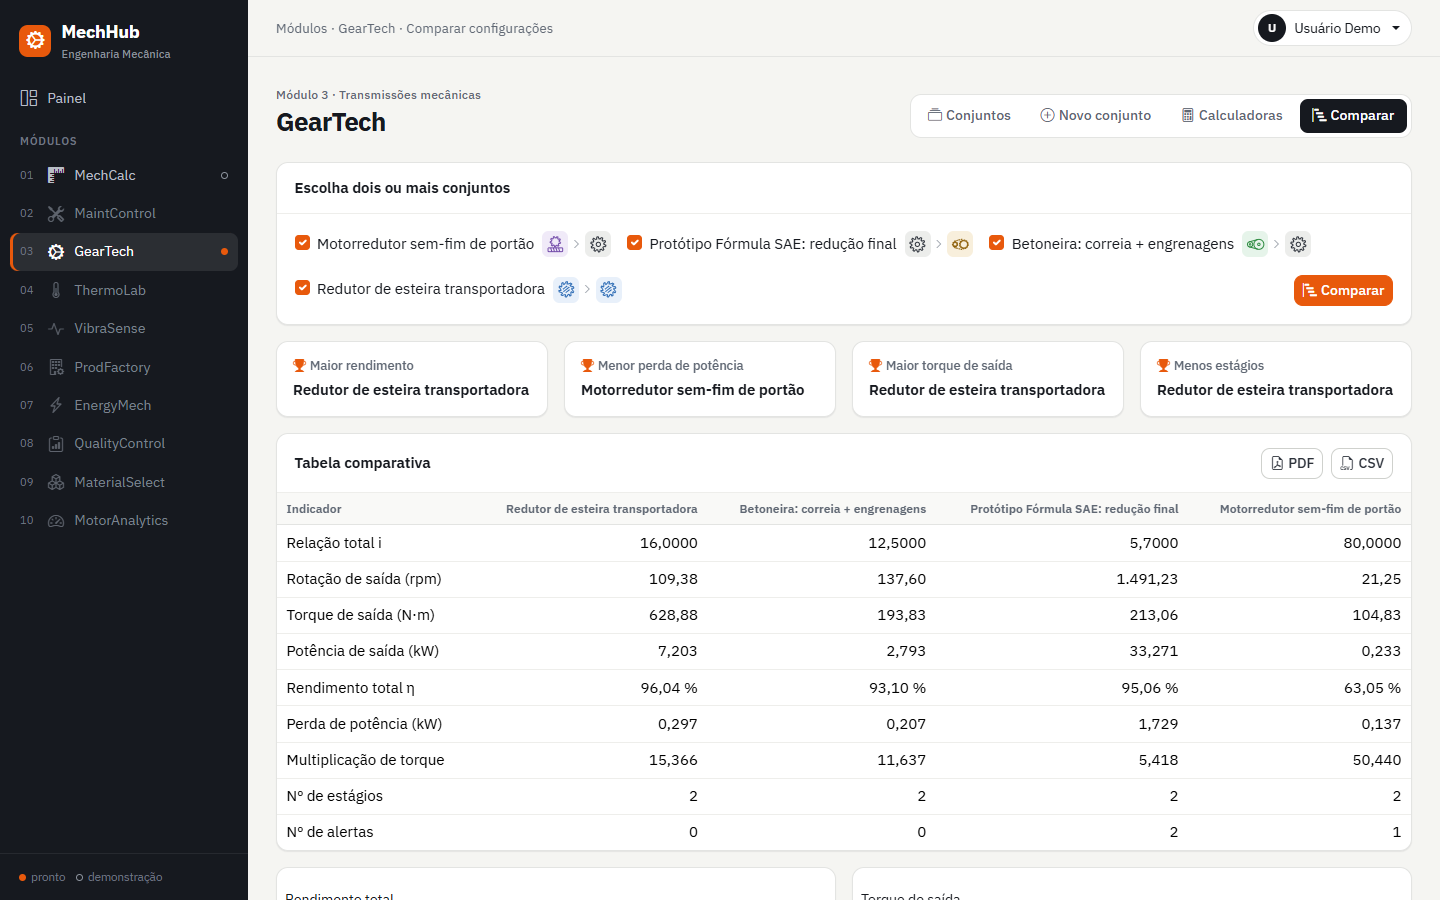 MechHub
Engenharia Mecânica
Painel
MÓDULOS
01 MechCalc
02 MaintControl
03 GearTech
04 ThermoLab
05 VibraSense
06 ProdFactory
07 EnergyMech
08 QualityControl
09 MaterialSelect
10 MotorAnalytics
pronto demonstração
Módulos · GearTech · Comparar configurações
U Usuário Demo
Módulo 3 · Transmissões mecânicas
GearTech
Conjuntos Novo conjunto Calculadoras Comparar
Escolha dois ou mais conjuntos
Motorredutor sem-fim de portão Protótipo Fórmula SAE: redução final Betoneira: correia + engrenagens
Redutor de esteira transportadora
Comparar
Maior rendimento
Redutor de esteira transportadora
Menor perda de potência
Motorredutor sem-fim de portão
Maior torque de saída
Redutor de esteira transportadora
Menos estágios
Redutor de esteira transportadora
Tabela comparativa
PDF CSV
Indicador Redutor de esteira transportadora Betoneira: correia + engrenagens Protótipo Fórmula SAE: redução final Motorredutor sem-fim de portão
Relação total i 16,0000 12,5000 5,7000 80,0000
Rotação de saída (rpm) 109,38 137,60 1.491,23 21,25
Torque de saída (N·m) 628,88 193,83 213,06 104,83
Potência de saída (kW) 7,203 2,793 33,271 0,233
Rendimento total η 96,04 % 93,10 % 95,06 % 63,05 %
Perda de potência (kW) 0,297 0,207 1,729 0,137
Multiplicação de torque 15,366 11,637 5,418 50,440
Nº de estágios 2 2 2 2
Nº de alertas 0 0 2 1
Rendimento total
Torque de saída